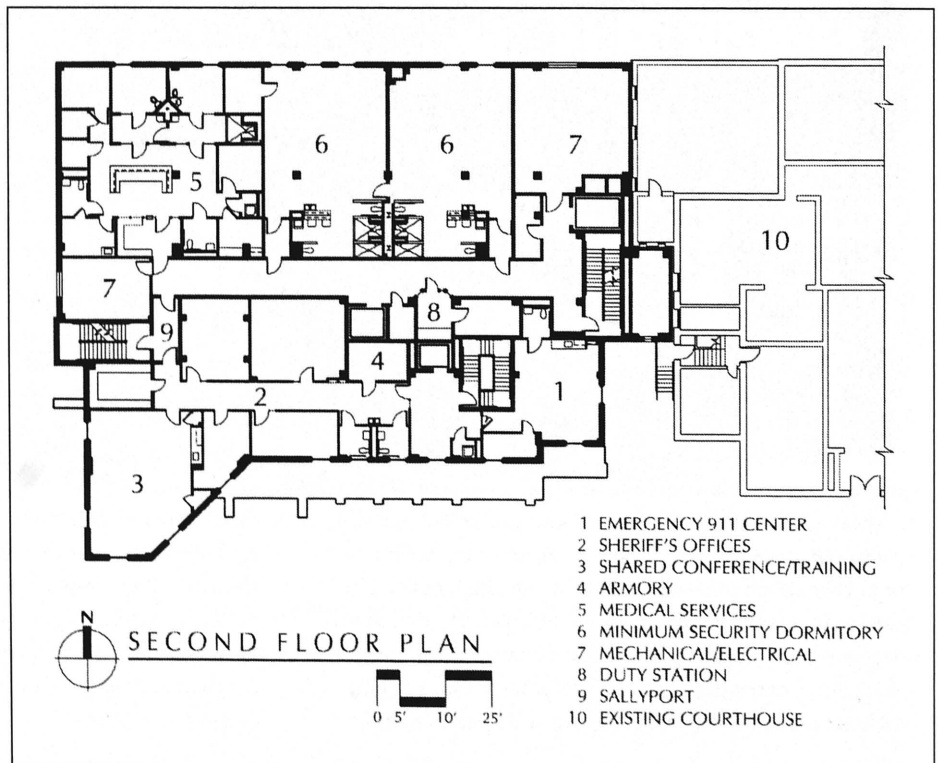 6
6
7
5
10
7
8
9
4
1
2
3
1 EMERGENCY 911 CENTER
2 SHERIFF'S OFFICES
3 SHARED CONFERENCE/TRAINING
4 ARMORY
5 MEDICAL SERVICES
6 MINIMUM SECURITY DORMITORY
7 MECHANICAL/ELECTRICAL
8 DUTY STATION
9 SALLYPORT
10 EXISTING COURTHOUSE
N
SECOND FLOOR PLAN
0 5' 10' 25'